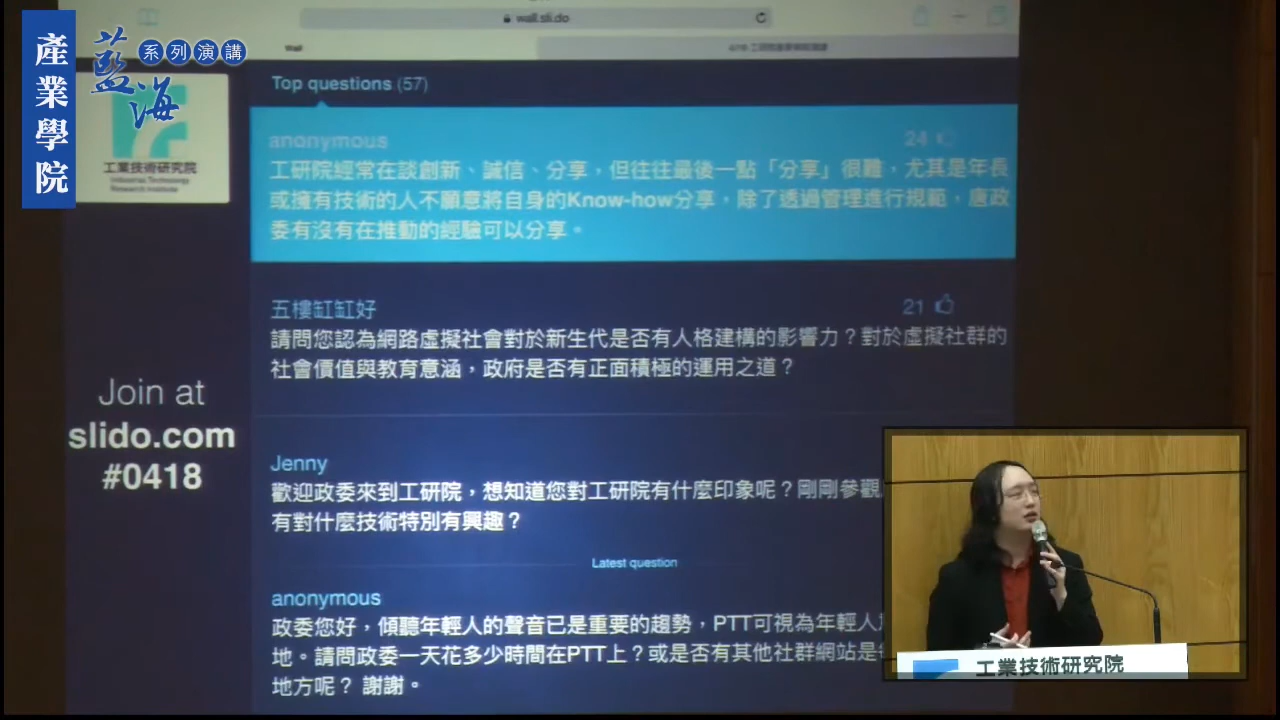 產業學院
藍海
系列演講
工業技術研究院
Industrial Technology
Research Institute
wall.sli.do
Wall
Top questions (57)
anonymous
24
工研院經常在談創新、誠信、分享，但往往最後一點「分享」很難，尤其是年長
或擁有技術的人不願意將自身的Know-how分享，除了透過管理進行規範，唐政
委有沒有在推動的經驗可以分享。
五樓缸缸好
21
請問您認為網路虛擬社會對於新生代是否有人格建構的影響力？對於虛擬社群的
社會價值與教育意涵，政府是否有正面積極的運用之道？
Join at
slido.com
#0418
Jenny
歡迎政委來到工研院，想知道您對工研院有什麼印象呢？剛剛參觀
有對什麼技術特別有興趣？
Latest question
anonymous
政委您好，傾聽年輕人的聲音已是重要的趨勢，PTT可視為年輕人
地。請問政委一天花多少時間在PTT上？或是否有其他社群網站是
地方呢？ 謝謝。
工業技術研究院